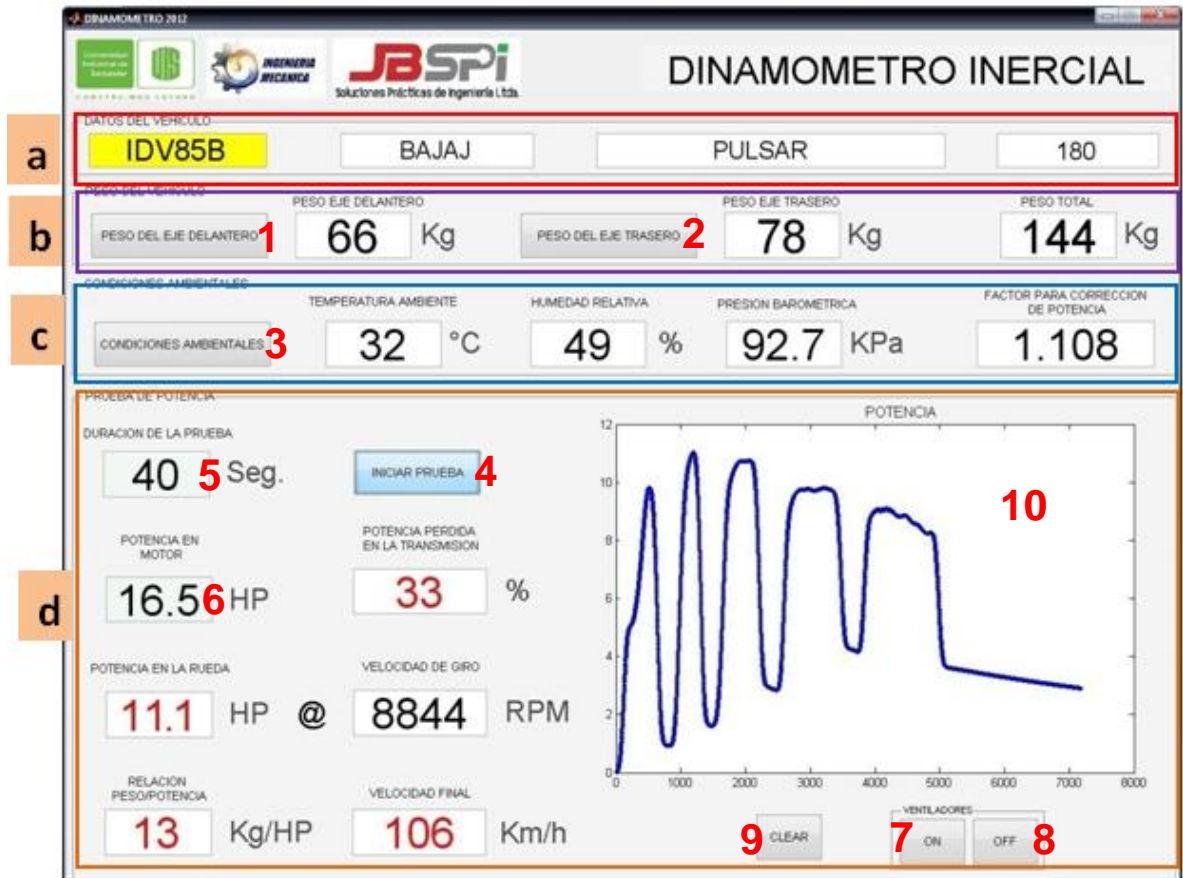 DINAMOMETRO 2012
Universidad
Industrial de
Santander
UIS
CONSTRUIMOS FUTURO
INGENIERIA
MECANICA
JBSPi
Soluciones Prácticas de Ingeniería Ltda.
DINAMOMETRO INERCIAL
a
DATOS DEL VEHICULO
IDV85B BAJAJ PULSAR 180
b
PESO DEL VEHICULO
PESO EJE DELANTERO PESO EJE TRASERO PESO TOTAL
PESO DEL EJE DELANTERO 1 66 Kg PESO DEL EJE TRASERO 2 78 Kg 144 Kg
c
CONDICIONES AMBIENTALES
TEMPERATURA AMBIENTE HUMEDAD RELATIVA PRESION BAROMETRICA FACTOR PARA CORRECCION
DE POTENCIA
CONDICIONES AMBIENTALES 3 32 °C 49 % 92.7 KPa 1.108
d
PRUEBA DE POTENCIA
DURACION DE LA PRUEBA
40 5 Seg. INICIAR PRUEBA 4
POTENCIA EN
MOTOR
POTENCIA PERDIDA
EN LA TRANSMISION
16.5 6 HP 33 %
POTENCIA EN LA RUEDA VELOCIDAD DE GIRO
11.1 HP @ 8844 RPM
RELACION
PESO/POTENCIA
VELOCIDAD FINAL
13 Kg/HP 106 Km/h
POTENCIA
12
10
8
6
4
2
0
0 1000 2000 3000 4000 5000 6000 7000 8000
10
VENTILADORES
9 CLEAR 7 ON OFF 8